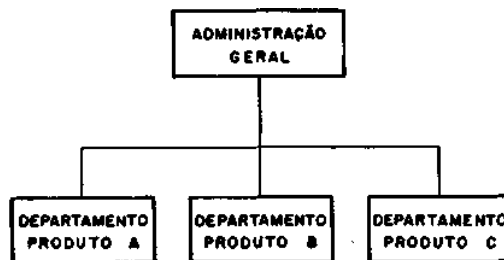 ADMINISTRAÇÃO
GERAL
DEPARTAMENTO
PRODUTO A
DEPARTAMENTO
PRODUTO B
DEPARTAMENTO
PRODUTO C